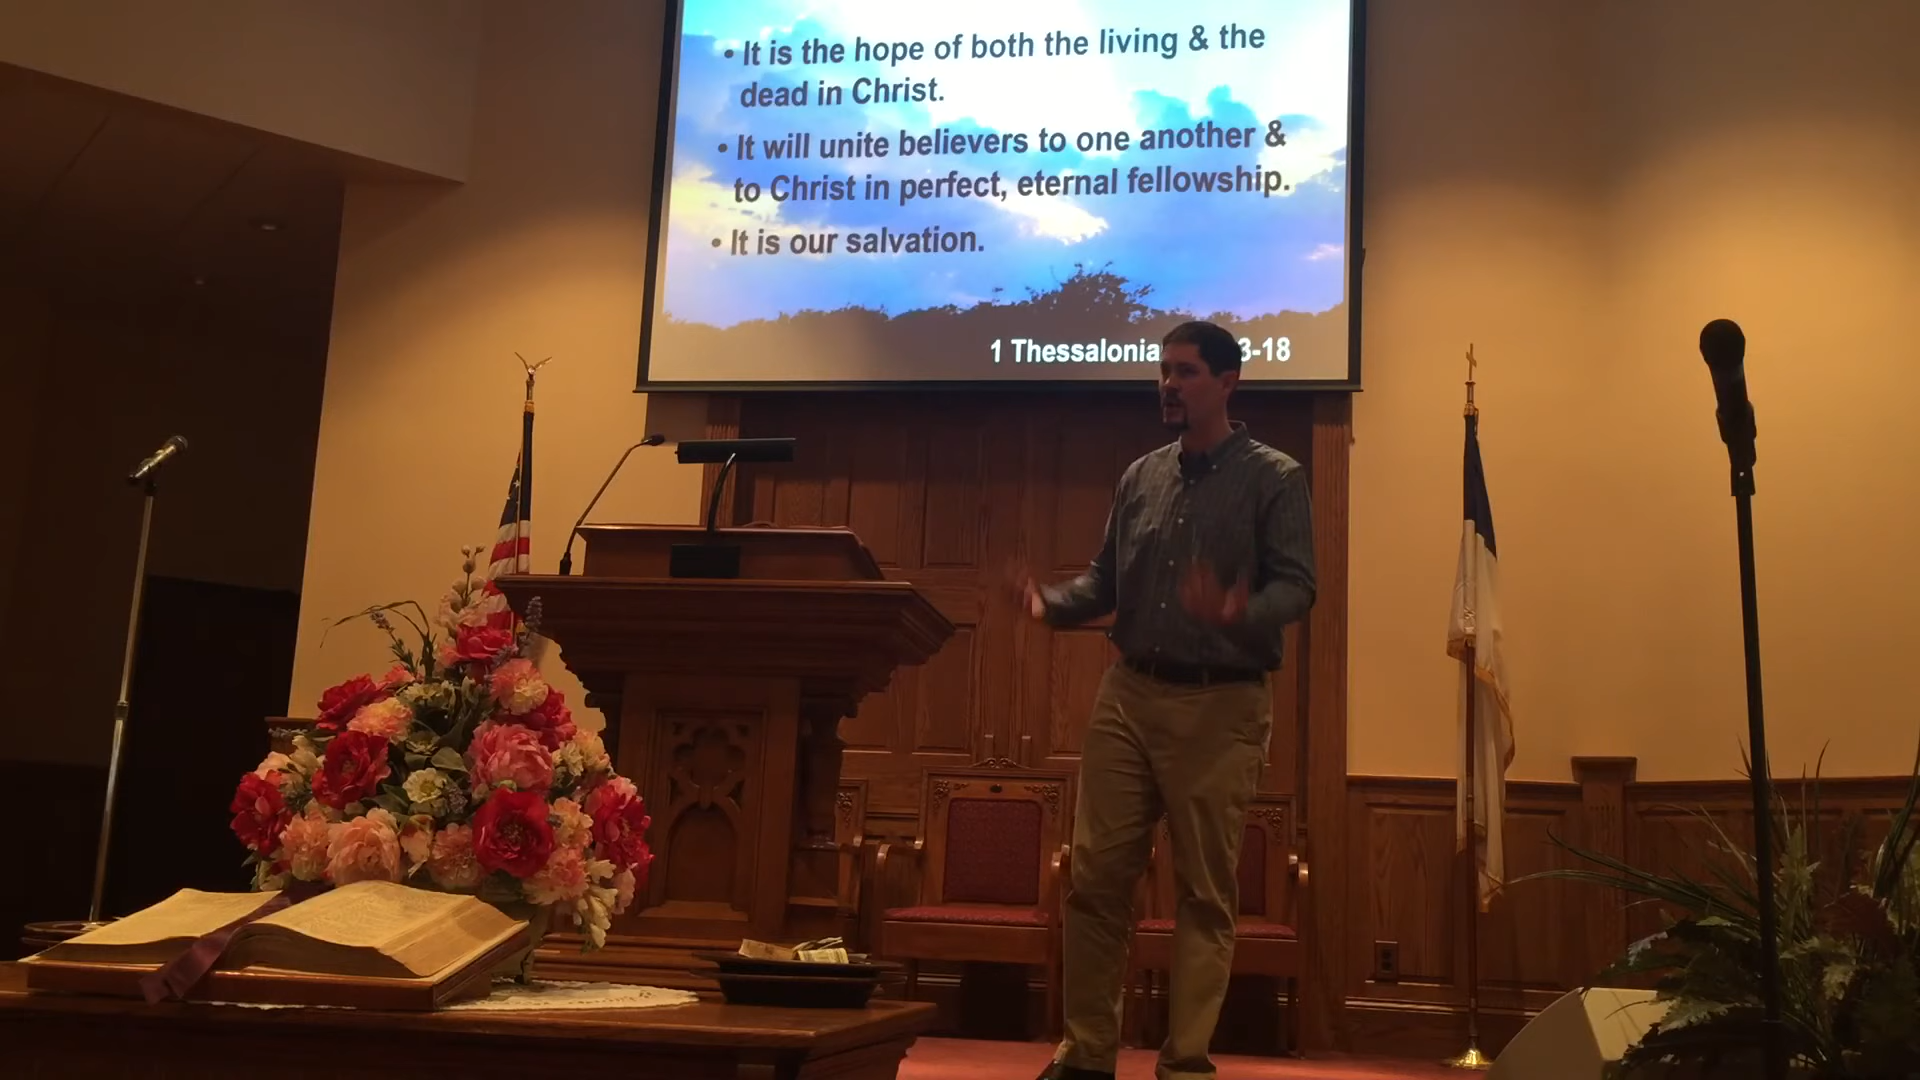 • It is the hope of both the living & the
dead in Christ.
• It will unite believers to one another &
to Christ in perfect, eternal fellowship.
• It is our salvation.
1 Thessalonia 3-18